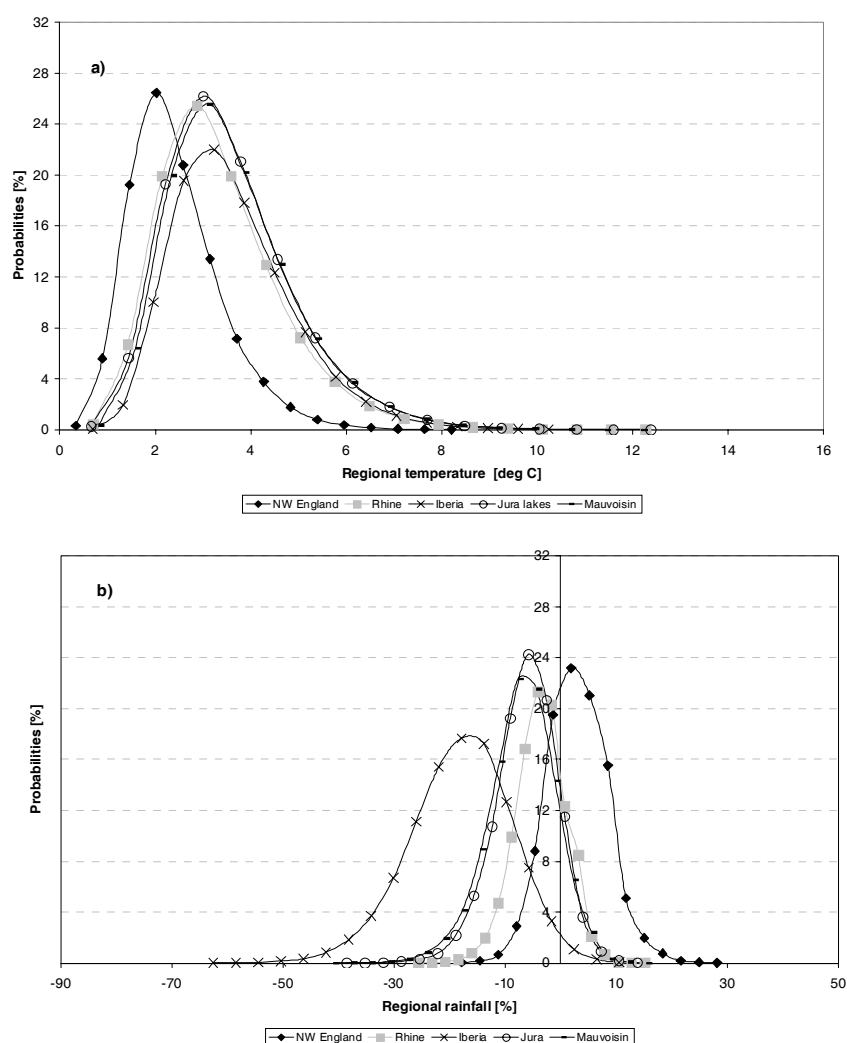 32
28
a)
24
20
16
12
8
4
0
Probabilities [%]
0 2 4 6 8 10 12 14 16
Regional temperature [deg C]
NW England Rhine Iberia Jura lakes Mauvoisin
32
b)
28
24
20
16
12
8
4
0
Probabilities [%]
-90 -70 -50 -30 -10 10 30 50
Regional rainfall [%]
NW England Rhine Iberia Jura Mauvoisin